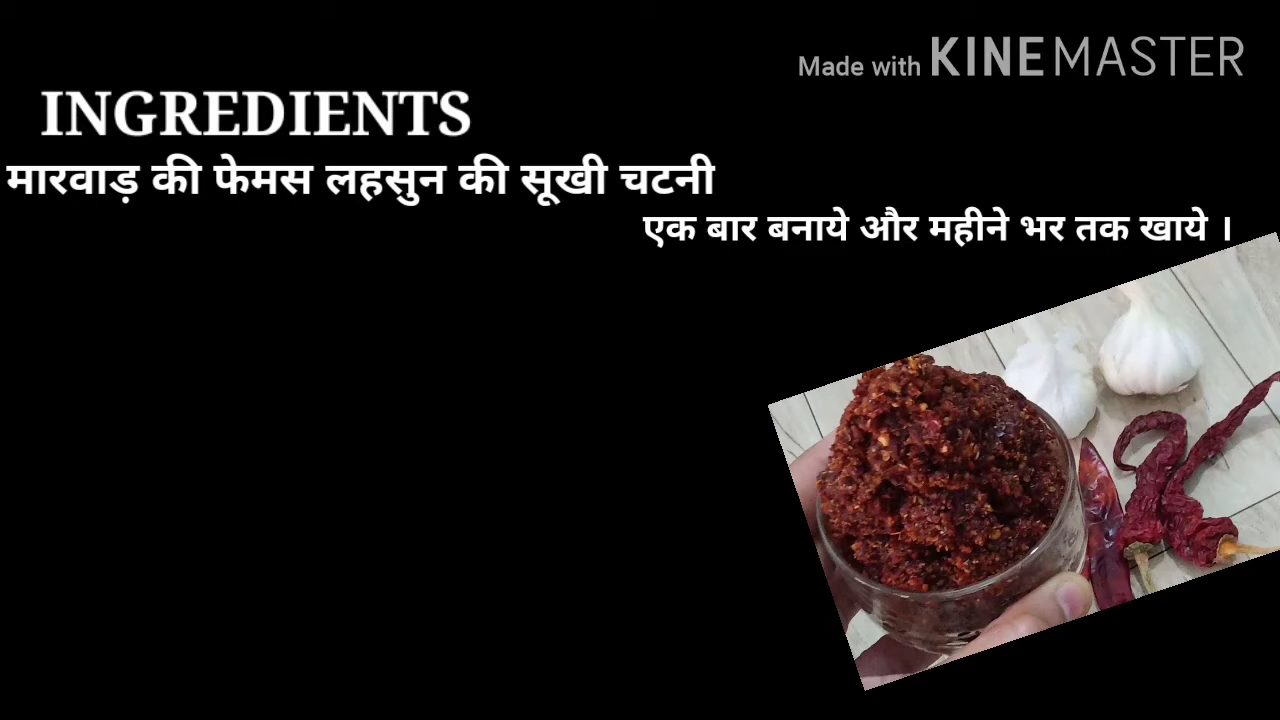 Made with KINEMASTER
INGREDIENTS
मारवाड़ की फेमस लहसुन की सूखी चटनी
एक बार बनाये और महीने भर तक खाये ।